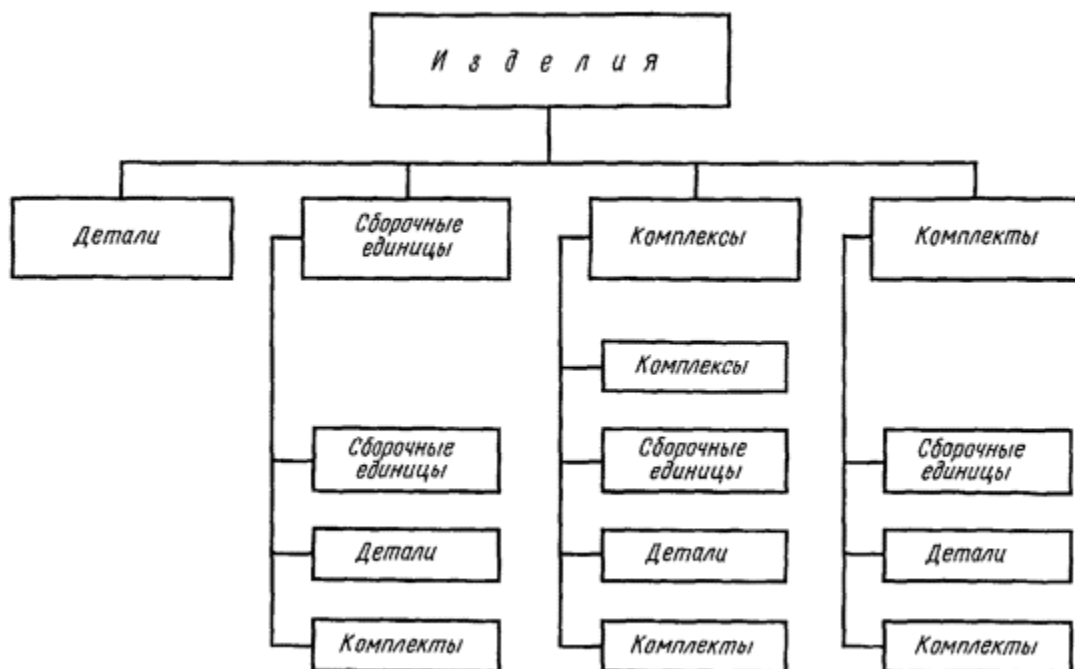 Изделия
Детали
Сборочные
единицы
Комплексы
Комплекты
Комплексы
Сборочные
единицы
Сборочные
единицы
Сборочные
единицы
Детали
Детали
Детали
Комплекты
Комплекты
Комплекты